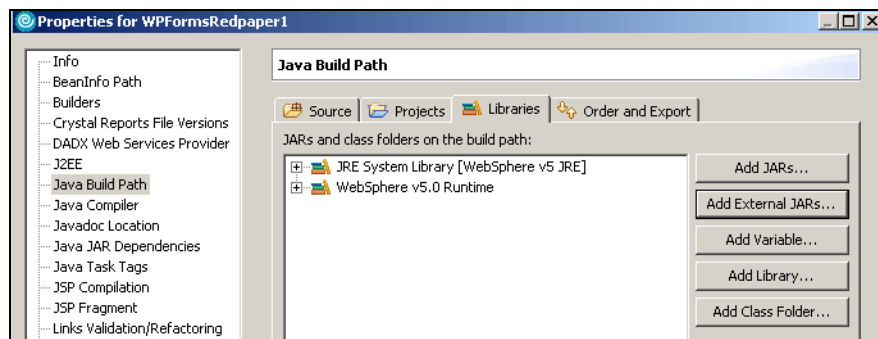 Properties for WPFormsRedpaper1
Info
BeanInfo Path
Builders
Crystal Reports File Versions
DADX Web Services Provider
J2EE
Java Build Path
Java Compiler
Javadoc Location
Java JAR Dependencies
Java Task Tags
JSP Compilation
JSP Fragment
Links Validation/Refactoring
Java Build Path
Source Projects Libraries Order and Export
JARs and class folders on the build path:
JRE System Library [WebSphere v5 JRE]
WebSphere v5.0 Runtime
Add JARs...
Add External JARs...
Add Variable...
Add Library...
Add Class Folder...